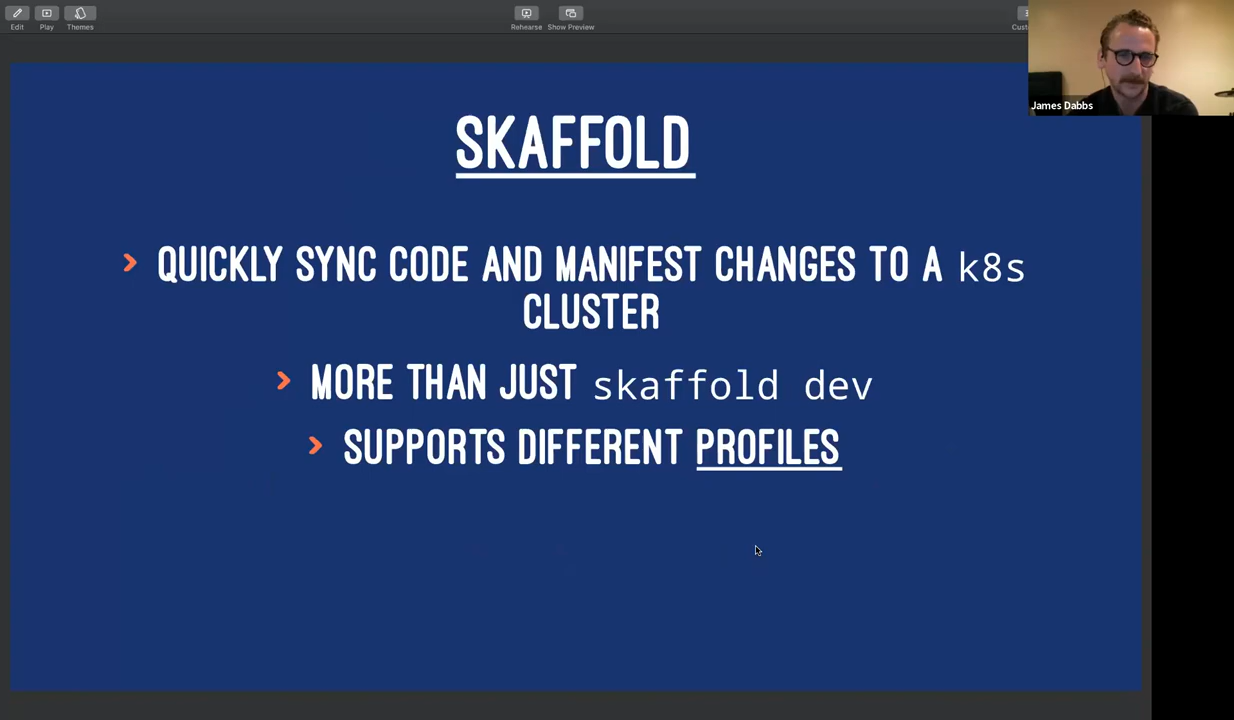 Edit
Play
Themes
Rehearse
Show Preview
James Dabbs
SKAFFOLD
QUICKLY SYNC CODE AND MANIFEST CHANGES TO A k8s
CLUSTER
MORE THAN JUST skaffold dev
SUPPORTS DIFFERENT PROFILES